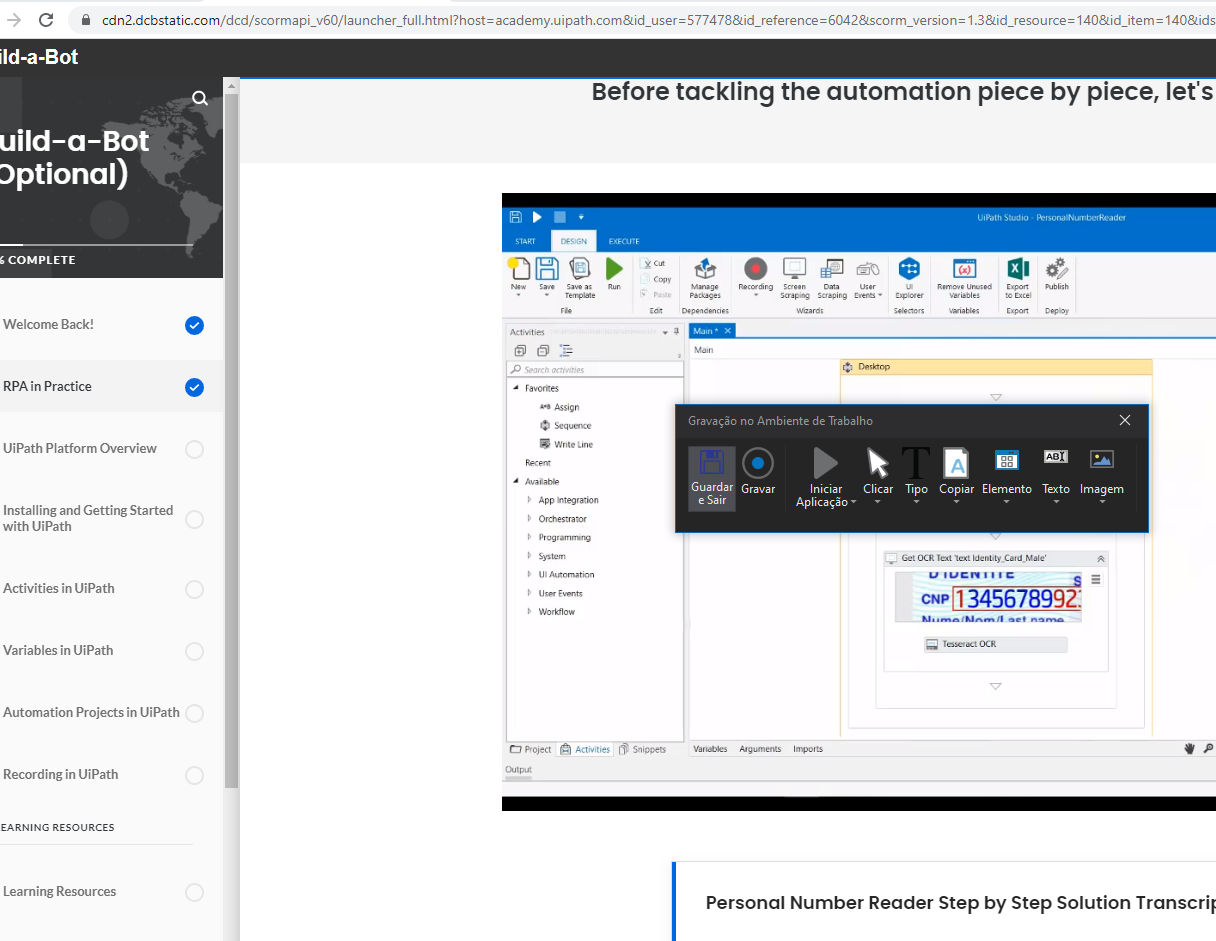 cdn2.dcbstatic.com/dcd/scormapi_v60/launcher_full.html?host=academy.uipath.com&id_user=577478&id_reference=6042&scorm_version=1.3&id_resource=140&id_item=140&ids
ild-a-Bot
uild-a-Bot
Optional)
% COMPLETE
Welcome Back!
RPA in Practice
UiPath Platform Overview
Installing and Getting Started
with UiPath
Activities in UiPath
Variables in UiPath
Automation Projects in UiPath
Recording in UiPath
EARNING RESOURCES
Learning Resources
Before tackling the automation piece by piece, let's
UiPath Studio - PersonalNumberReader
START DESIGN EXECUTE
New Save Save as Template Run
Cut
Copy
Paste
Manage Packages
Recording Screen Scraping Data Scraping User Events
UI Explorer
Remove Unused Variables
Export to Excel
Publish
File Edit Dependencies Wizards Selectors Variables Export Deploy
Activities
Search activities
Favorites
Assign
Sequence
Write Line
Recent
Available
App Integration
Orchestrator
Programming
System
UI Automation
User Events
Workflow
Project Activities Snippets
Output
Main *
Main
Desktop
Gravação no Ambiente de Trabalho
Guardar e Sair
Gravar
Iniciar Aplicação
Clicar
Tipo
Copiar
Elemento
Texto
Imagem
Get OCR Text 'text Identity_Card_Male'
D'IDENTITE
CNP 1345678992
Nume/Nom/Last name
Tesseract OCR
Variables Arguments Imports
Personal Number Reader Step by Step Solution Transcrip